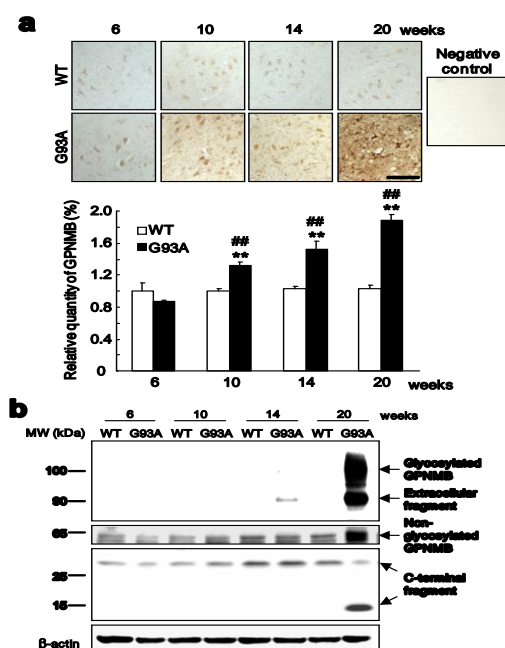 a
6 10 14 20 weeks
WT
G93A
Negative
control
Relative quantity of GPNMB (%)
2.0
1.6
1.2
0.8
0.4
0
WT
G93A
##
**
##
**
##
**
6 10 14 20 weeks
b
6 10 14 20 weeks
MW (kDa) WT G93A WT G93A WT G93A WT G93A
100
90
65
25
15
Glycosylated
GPNMB
Extracellular
fragment
Non-
glycosylated
GPNMB
C-terminal
fragment
β-actin